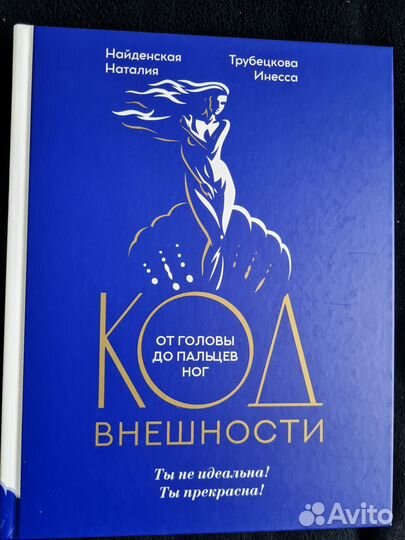 Найденская
Наталия
Трубецкова
Инесса
КОД
ОТ ГОЛОВЫ
ДО ПАЛЬЦЕВ
НОГ
ВНЕШНОСТИ
Ты не идеальна!
Ты прекрасна!
Avito